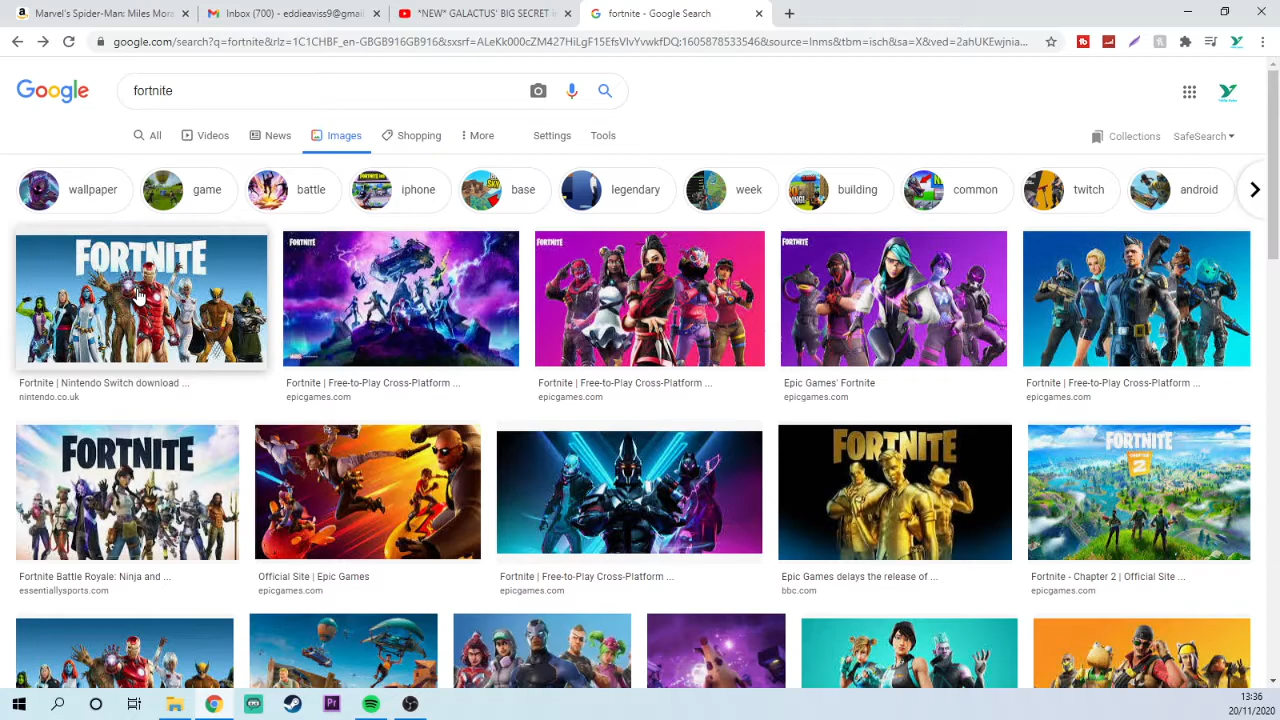 Marvel's Spider-Man: Miles More
Inbox (700) - eddieaviss9@gmail
*NEW* GALACTUS' BIG SECRET i
fortnite - Google Search
google.com/search?q=fortnite&rlz=1C1CHBF_en-GBGB916GB916&sxsrf=ALeKk000cZM427HiLgF15EfsVIvYvwkfDQ:1605878533546&source=lnms&tbm=isch&sa=X&ved=2ahUKEwjnia...
Google
fortnite
All
Videos
News
Images
Shopping
More
Settings
Tools
Collections
SafeSearch
wallpaper
game
battle
iphone
base
legendary
week
building
common
twitch
android
FORTNITE
FORTNITE
FORTNITE
FORTNITE
Fortnite | Nintendo Switch download ...
nintendo.co.uk
Fortnite | Free-to-Play Cross-Platform ...
epicgames.com
Fortnite | Free-to-Play Cross-Platform ...
epicgames.com
Epic Games' Fortnite
epicgames.com
Fortnite | Free-to-Play Cross-Platform ...
epicgames.com
FORTNITE
FORTNITE
FORTNITE
CHAPTER
2
Fortnite Battle Royale: Ninja and ...
essentiallysports.com
Official Site | Epic Games
epicgames.com
Fortnite | Free-to-Play Cross-Platform ...
epicgames.com
Epic Games delays the release of ...
bbc.com
Fortnite - Chapter 2 | Official Site ...
epicgames.com
Pr
13:36
20/11/2020